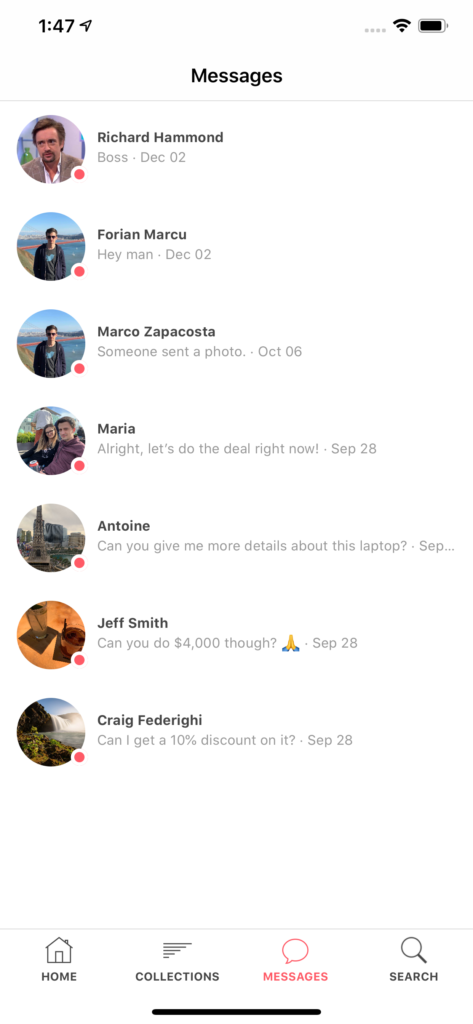 1:47
Messages
Richard Hammond
Boss · Dec 02
Forian Marcu
Hey man · Dec 02
Marco Zapacosta
Someone sent a photo. · Oct 06
Maria
Alright, let's do the deal right now! · Sep 28
Antoine
Can you give me more details about this laptop? · Sep...
Jeff Smith
Can you do $4,000 though? 🙏 · Sep 28
Craig Federighi
Can I get a 10% discount on it? · Sep 28
HOME COLLECTIONS MESSAGES SEARCH